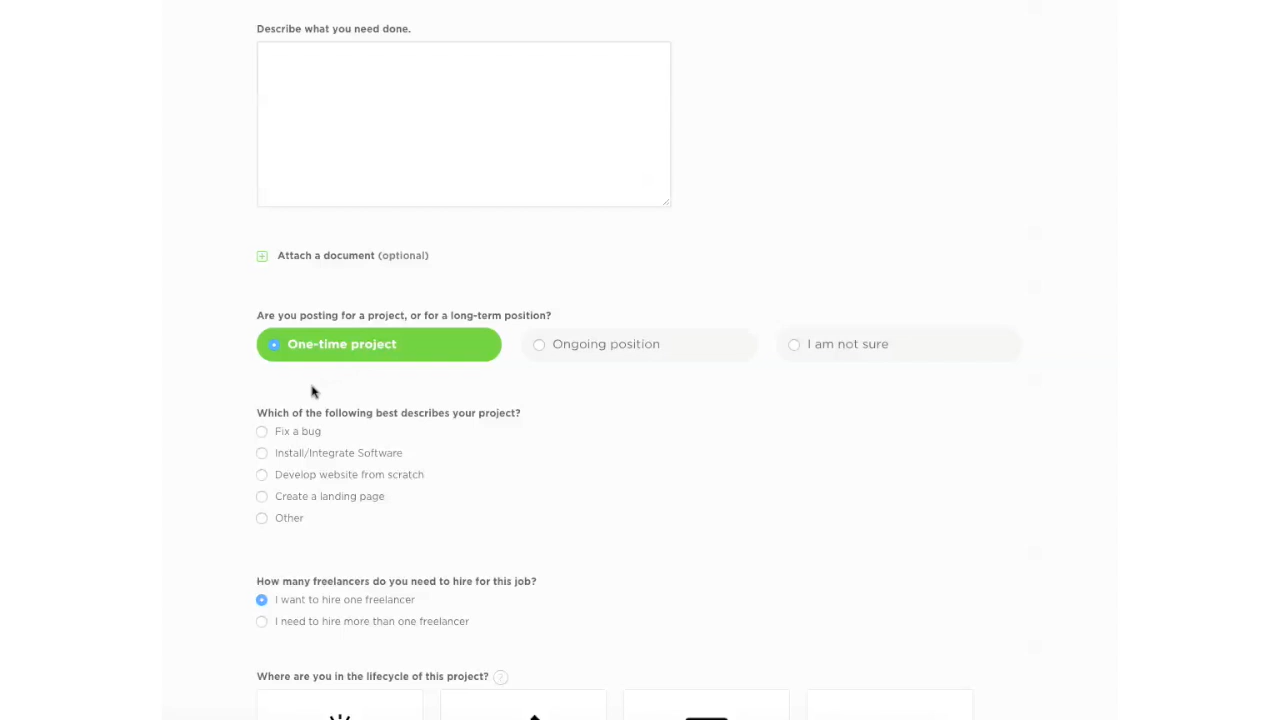 Describe what you need done.
Attach a document (optional)
Are you posting for a project, or for a long-term position?
One-time project
Ongoing position
I am not sure
Which of the following best describes your project?
Fix a bug
Install/Integrate Software
Develop website from scratch
Create a landing page
Other
How many freelancers do you need to hire for this job?
I want to hire one freelancer
I need to hire more than one freelancer
Where are you in the lifecycle of this project? ?